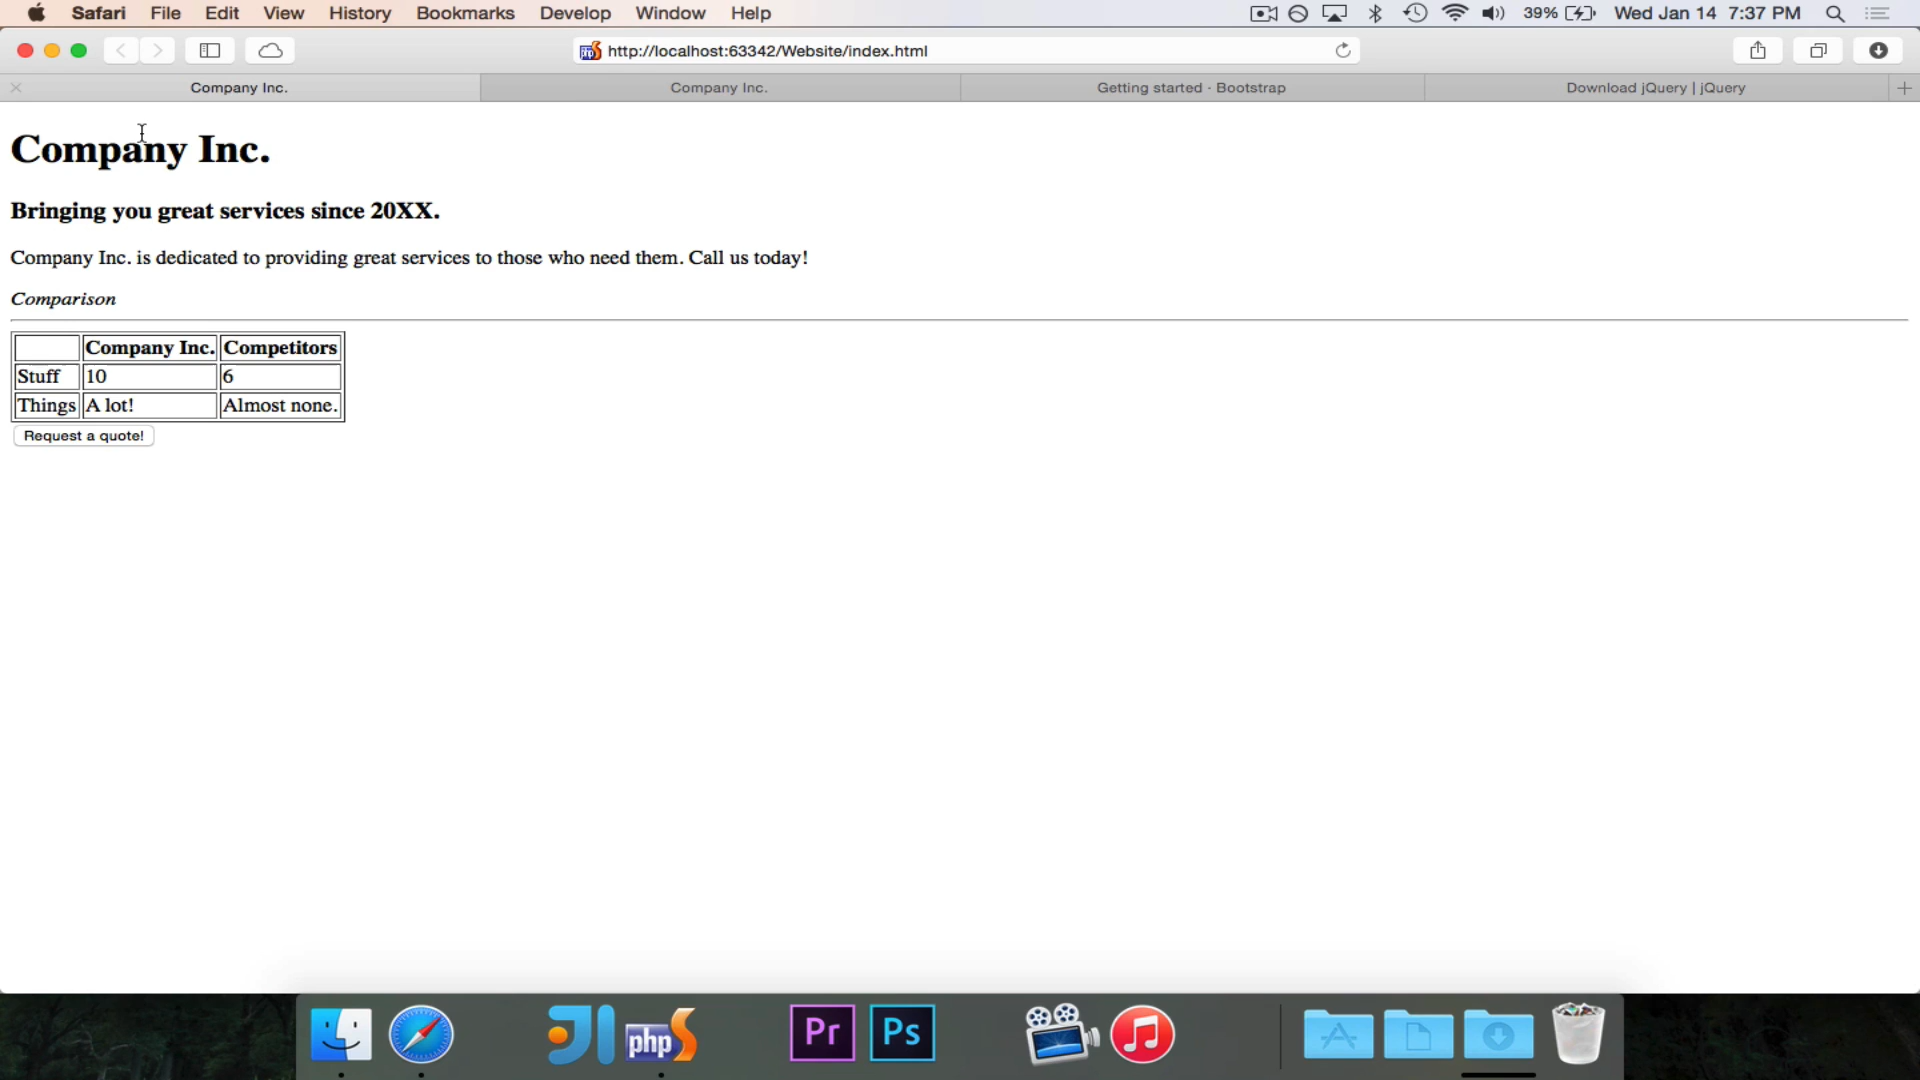 Safari File Edit View History Bookmarks Develop Window Help 39% Wed Jan 14 7:37 PM
http://localhost:63342/Website/index.html
Company Inc. Company Inc. Getting started · Bootstrap Download jQuery | jQuery
Company Inc.
Bringing you great services since 20XX.
Company Inc. is dedicated to providing great services to those who need them. Call us today!
Comparison
Company Inc. Competitors
Stuff 10 6
Things A lot! Almost none.
Request a quote!
php Pr Ps